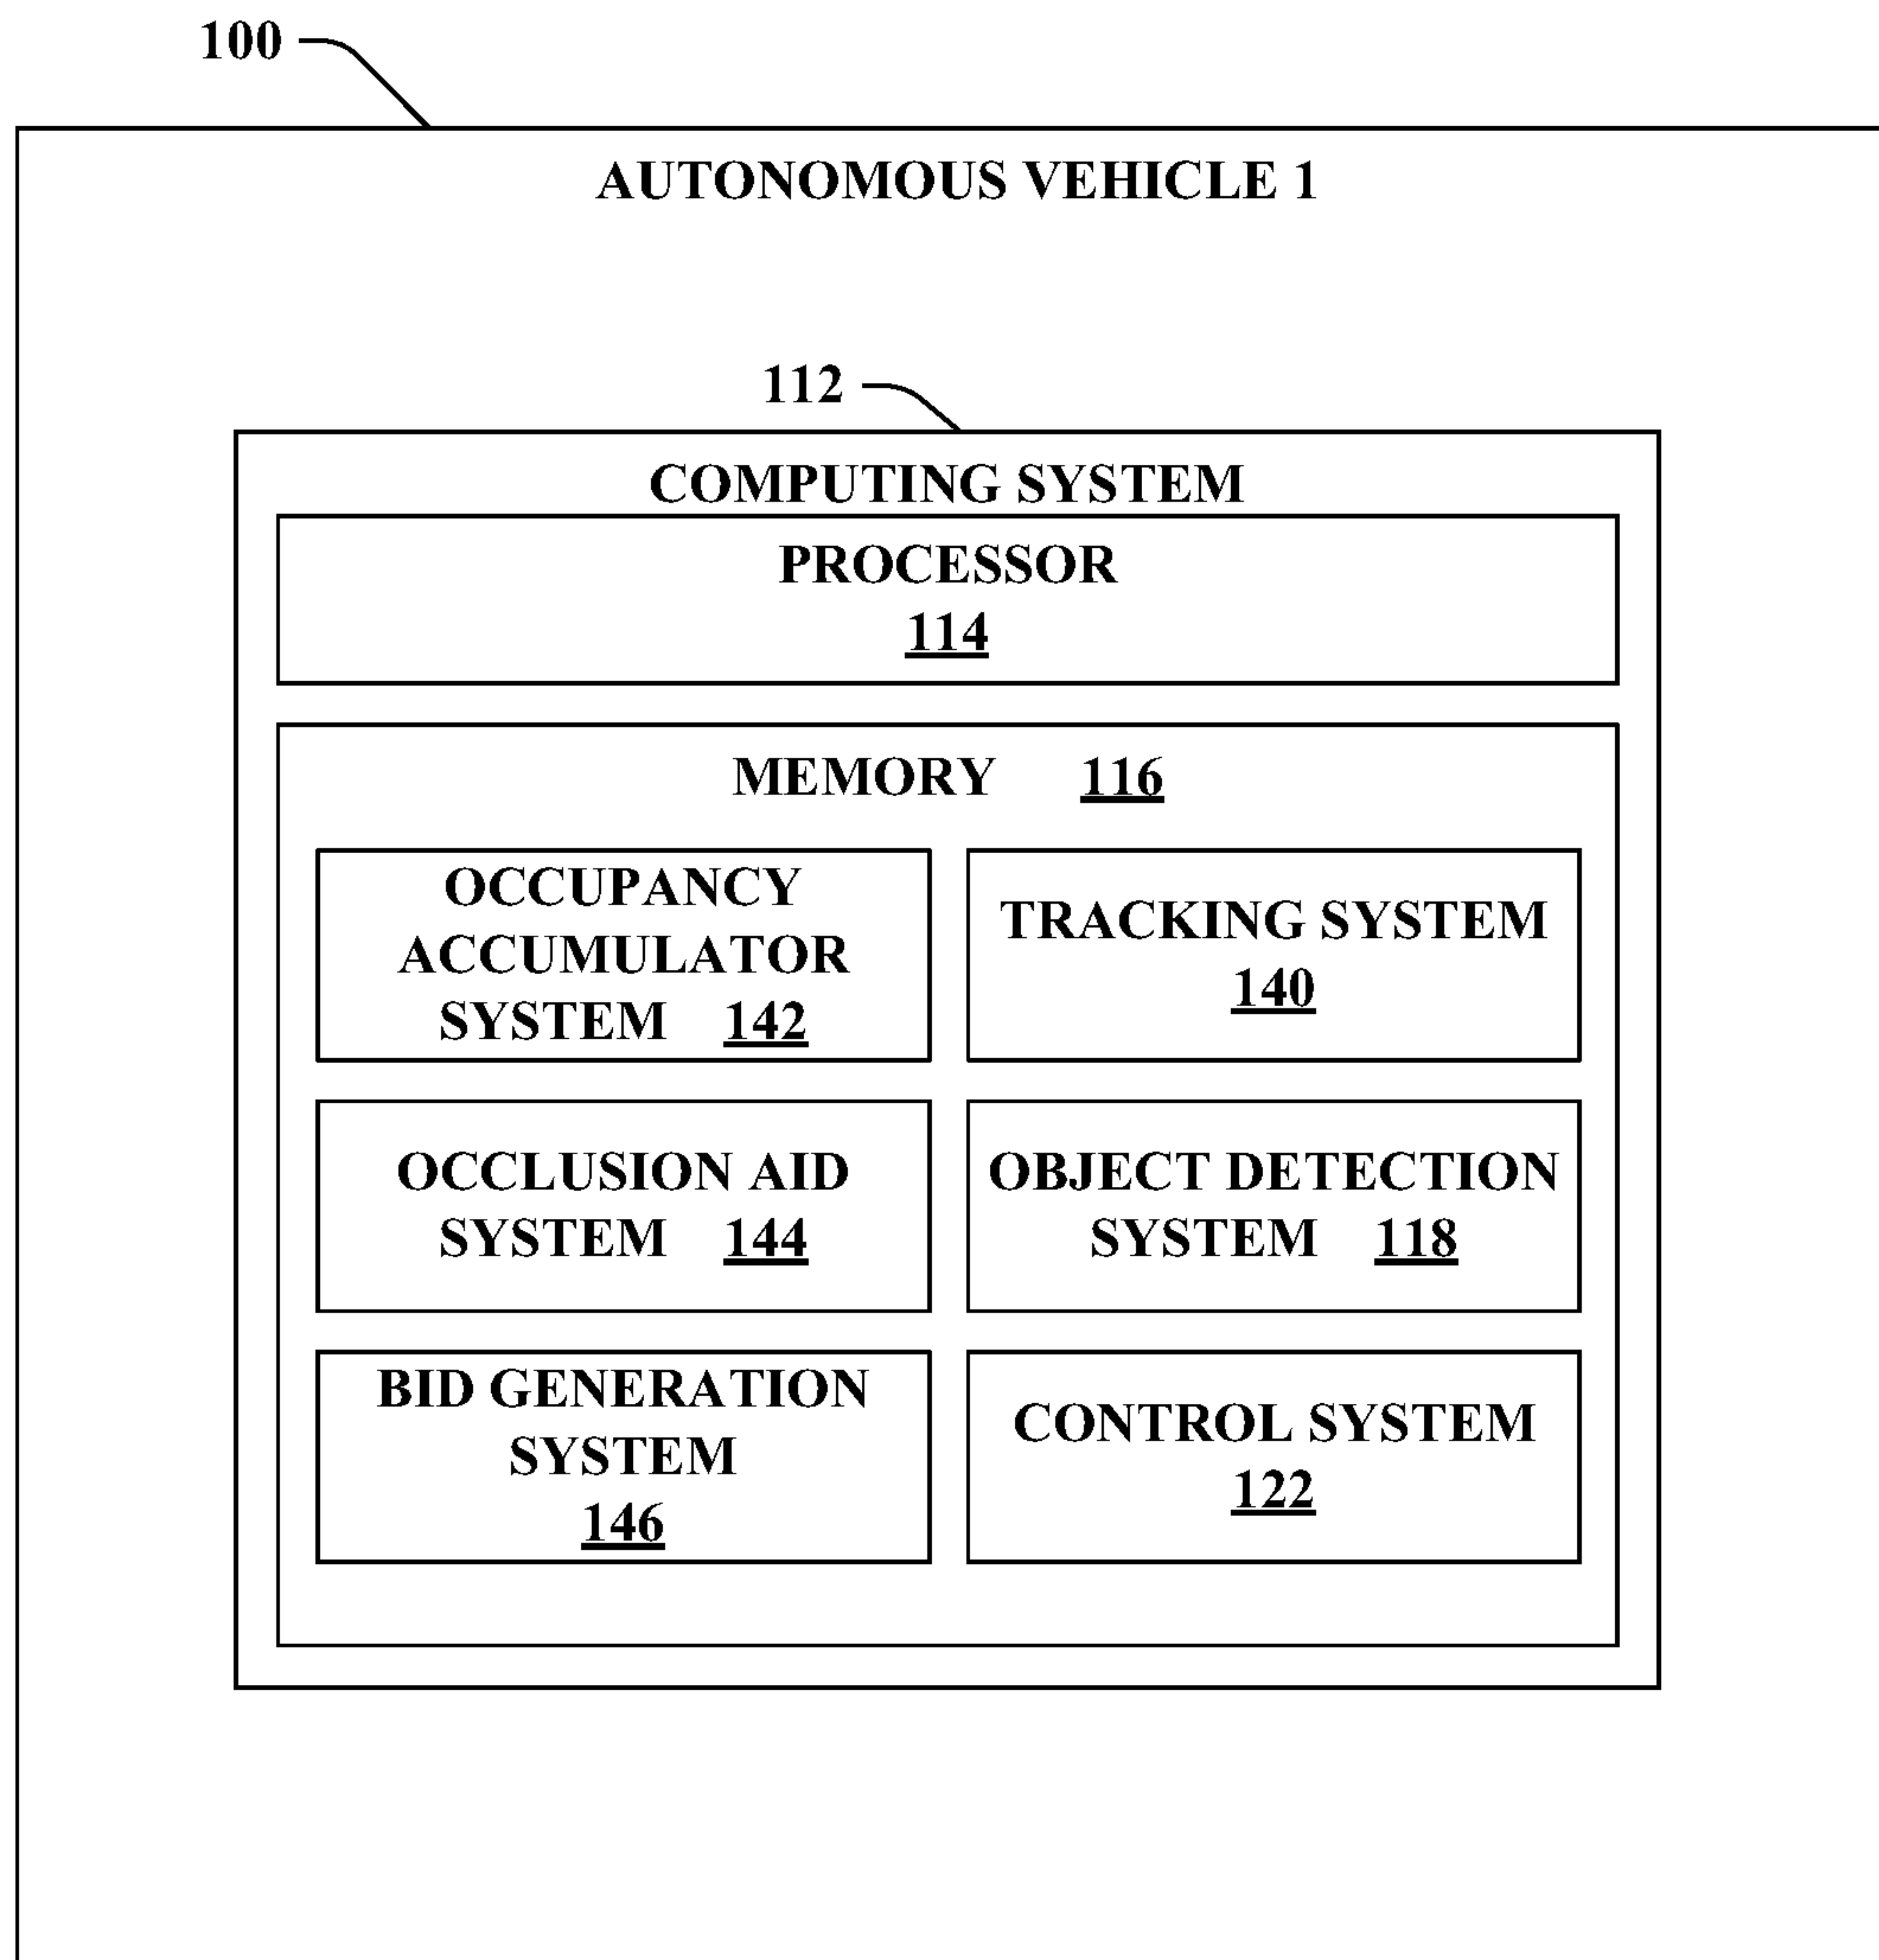 100
AUTONOMOUS VEHICLE 1
112
COMPUTING SYSTEM
PROCESSOR
114
MEMORY 116
OCCUPANCY
ACCUMULATOR
SYSTEM 142
TRACKING SYSTEM
140
OCCLUSION AID
SYSTEM 144
OBJECT DETECTION
SYSTEM 118
BID GENERATION
SYSTEM
146
CONTROL SYSTEM
122